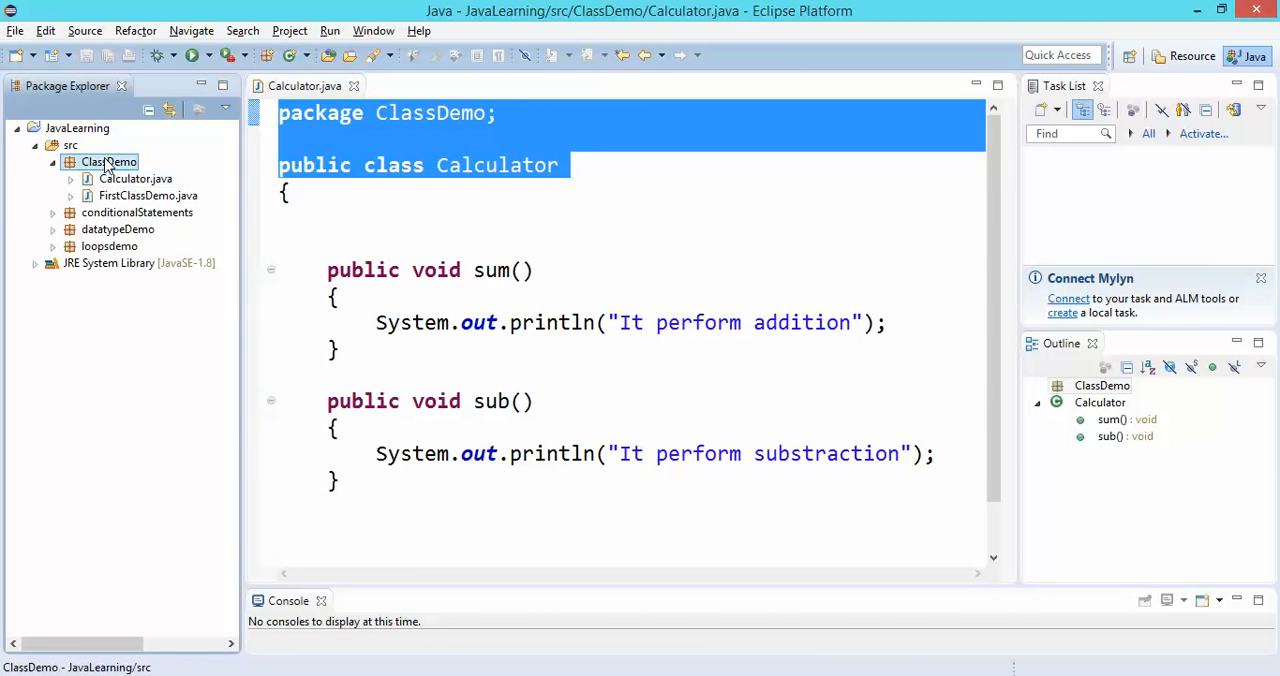 Java - JavaLearning/src/ClassDemo/Calculator.java - Eclipse Platform
File Edit Source Refactor Navigate Search Project Run Window Help
Quick Access
Resource
Java
Package Explorer
JavaLearning
src
ClassDemo
Calculator.java
FirstClassDemo.java
conditionalStatements
datatypeDemo
loopsdemo
JRE System Library [JavaSE-1.8]
Calculator.java
package ClassDemo;
public class Calculator
{
public void sum()
{
System.out.println("It perform addition");
}
public void sub()
{
System.out.println("It perform substraction");
}
Task List
Find
All
Activate...
Connect Mylyn
Connect to your task and ALM tools or
create a local task.
Outline
ClassDemo
Calculator
sum() : void
sub() : void
Console
No consoles to display at this time.
ClassDemo - JavaLearning/src